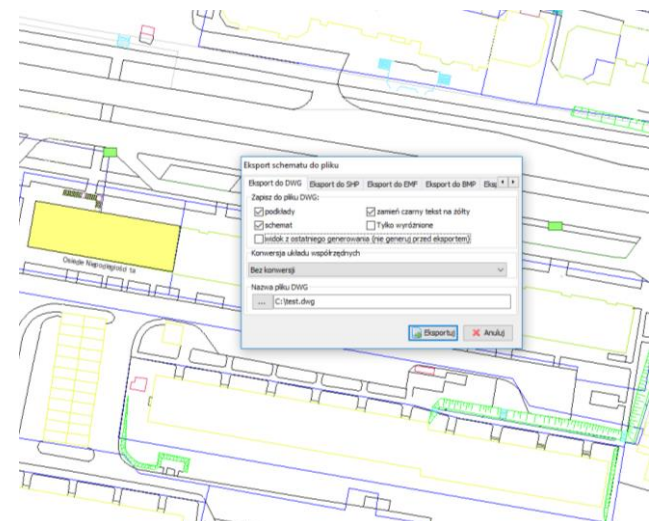 Eksport schematu do pliku
Eksport do DWG Eksport do SHP Eksport do EMF Eksport do BMP Eksp
Zapisz do pliku DWG:
podkłady zamień czarny tekst na żółty
schemat Tylko wyróżnione
widok z ostatniego generowania (nie generuj przed eksportem)
Konwersja układu współrzędnych
Bez konwersji
Nazwa pliku DWG
... C:\test.dwg
Eksportuj Anuluj
Osiedle Niepodległości 1a